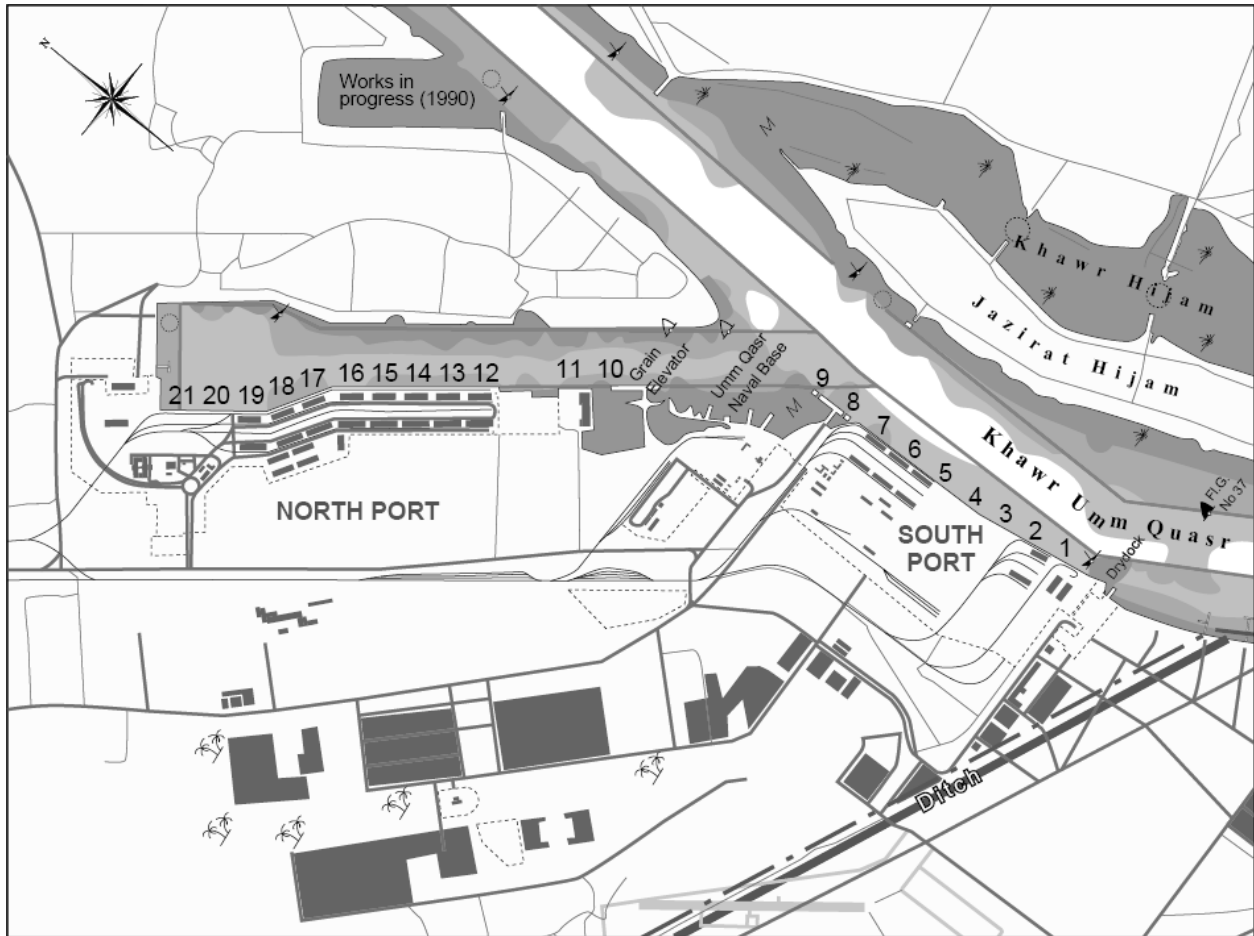 N
Works in
progress (1990)
M
Khawr Hijam
Jazirat Hijam
Grain
Elevator
Umm Qasr
Naval Base
M
21 20 19 18 17 16 15 14 13 12 11 10 9 8 7 6 5 4 3 2 1
Khawr Umm Quasr
Fl.G.
No 37
NORTH PORT
SOUTH
PORT
Drydock
Ditch